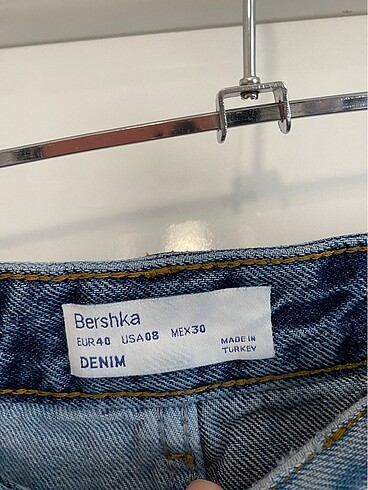 Bershka
EUR40 USA08 MEX30
DENIM
MADE IN
TURKEY